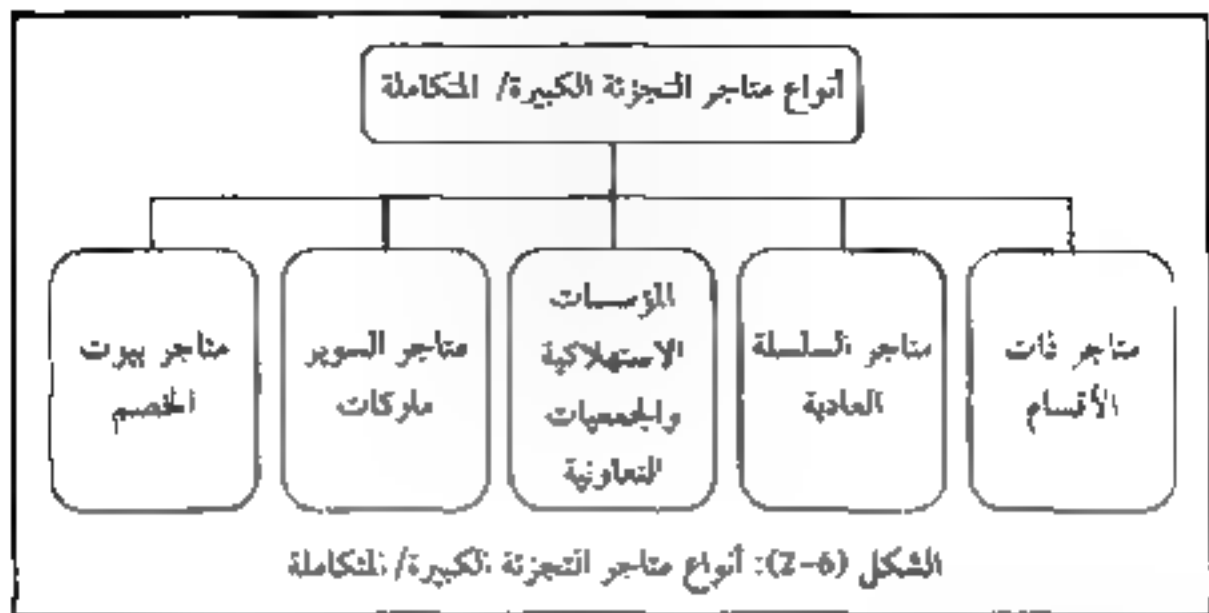 أنواع متاجر التجزئة الكبيرة/ المتكاملة
متاجر ذات
الأقسام
متاجر السلسلة
العادية
المؤسسات
الاستهلاكية
والجمعيات
التعاونية
متاجر السوبر
ماركات
متاجر بيوت
الخصم
الشكل (6-2): أنواع متاجر التجزئة الكبيرة/ المتكاملة